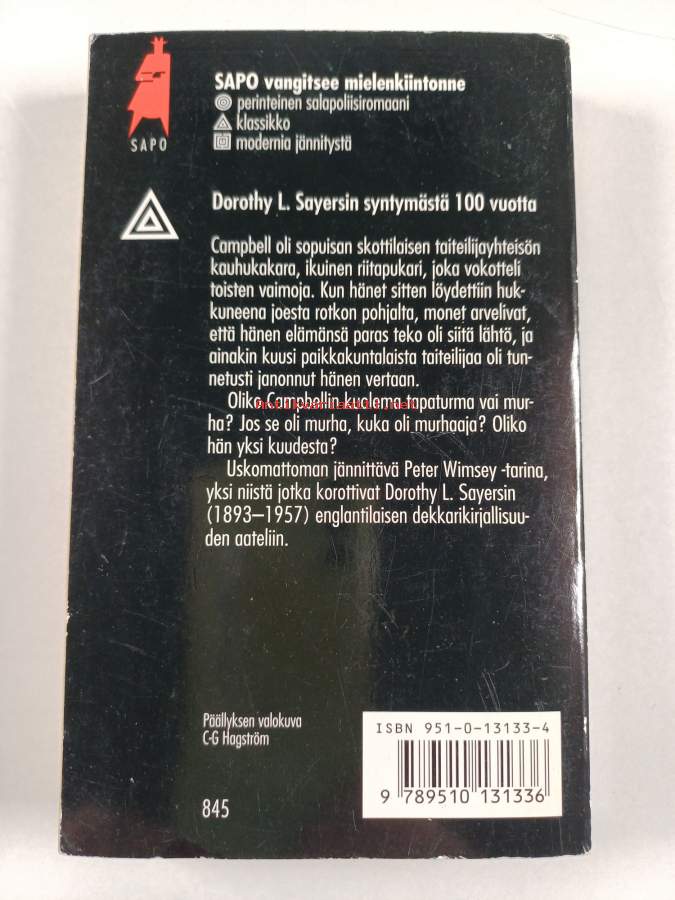 SAPO vangitsee mielenkiintonne
perinteinen salapoliisiromaani
klassikko
modernia jännitystä
SAPO
Dorothy L. Sayersin syntymästä 100 vuotta
Campbell oli sopuisan skottilaisen taiteilijayhteisön
kauhukakara, ikuinen riitapukari, joka vokotteli
toisten vaimoja. Kun hänet sitten löydettiin huk-
kuneena joesta rotkon pohjalta, monet arvelivat,
että hänen elämänsä paras teko oli siitä lähtö, ja
ainakin kuusi paikkakuntalaista taiteilijaa oli tun-
netusti janonnut hänen vertaan.
Oliko Campbellin kuolema tapaturma vai mur-
antikvariaatti.net
ha? Jos se oli murha, kuka oli murhaaja? Oliko
hän yksi kuudesta?
Uskomattoman jännittävä Peter Wimsey -tarina,
yksi niistä jotka korottivat Dorothy L. Sayersin
(1893–1957) englantilaisen dekkarikirjallisuu-
den aateliin.
Päällyksen valokuva
C-G Hagström
ISBN 951-0-13133-4
9 789510 131336
845